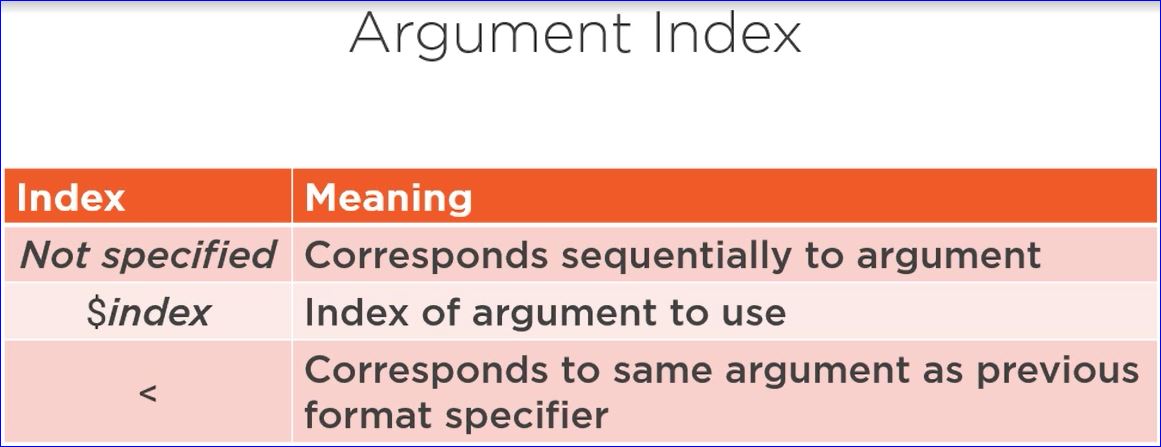 Argument Index
Index Meaning
Not specified Corresponds sequentially to argument
$index Index of argument to use
< Corresponds to same argument as previous
format specifier